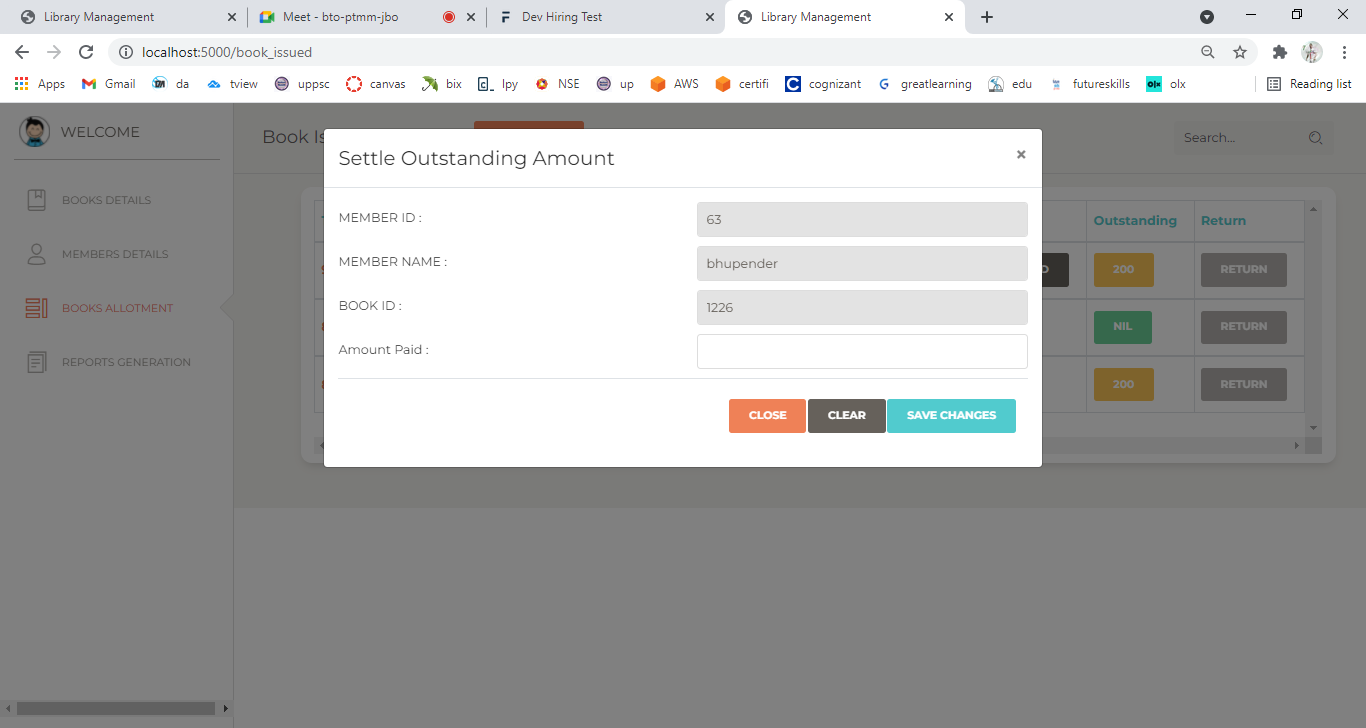 Library Management
Meet - bto-ptmm-jbo
Dev Hiring Test
Library Management
localhost:5000/book_issued
Apps
Gmail
da
tview
uppsc
canvas
bix
lpy
NSE
up
AWS
certifi
cognizant
greatlearning
edu
futureskills
olx
Reading list
WELCOME
BOOKS DETAILS
MEMBERS DETAILS
BOOKS ALLOTMENT
REPORTS GENERATION
Book Is
Search...
Settle Outstanding Amount
×
MEMBER ID :
63
MEMBER NAME :
bhupender
BOOK ID :
1226
Amount Paid :
CLOSE
CLEAR
SAVE CHANGES
Outstanding
Return
D
200
RETURN
NIL
RETURN
200
RETURN